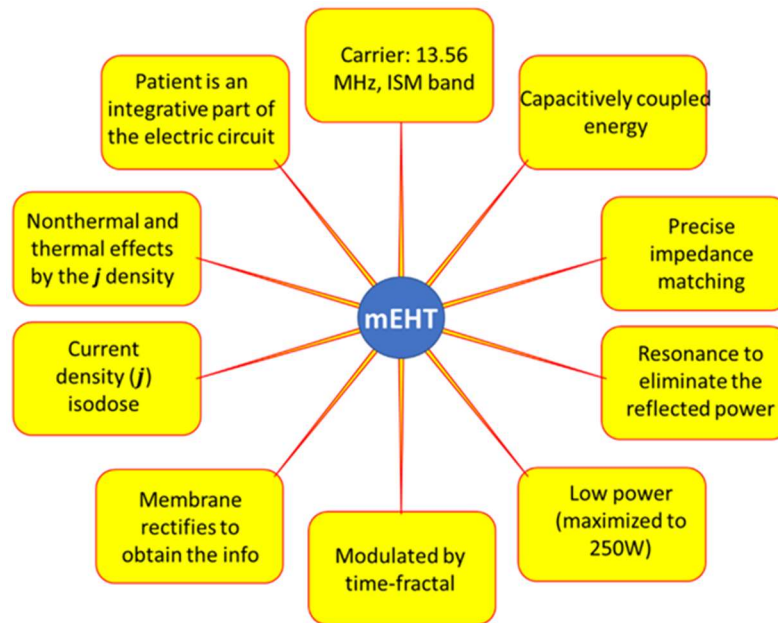 Carrier: 13.56
MHz, ISM band
Capacitively coupled
energy
Precise
impedance
matching
Resonance to
eliminate the
reflected power
Low power
(maximized to
250W)
Modulated by
time-fractal
Membrane
rectifies to
obtain the info
Current
density (j)
isodose
Nonthermal and
thermal effects
by the j density
Patient is an
integrative part of
the electric circuit
mEHT